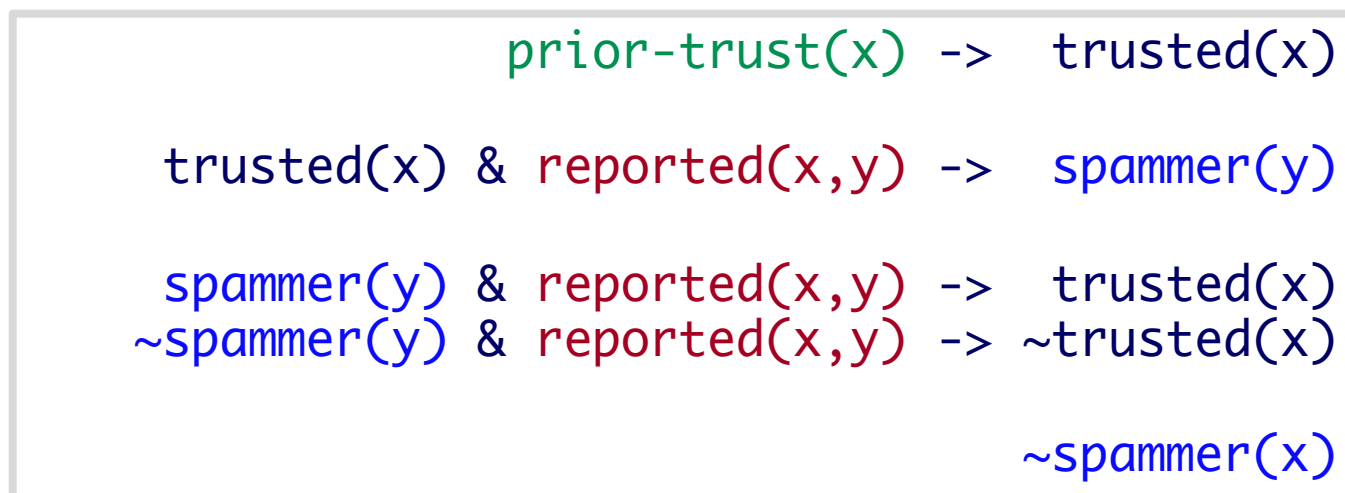 prior-trust(x) -> trusted(x)
trusted(x) & reported(x,y) -> spammer(y)
spammer(y) & reported(x,y) -> trusted(x)
~spammer(y) & reported(x,y) -> ~trusted(x)
~spammer(x)